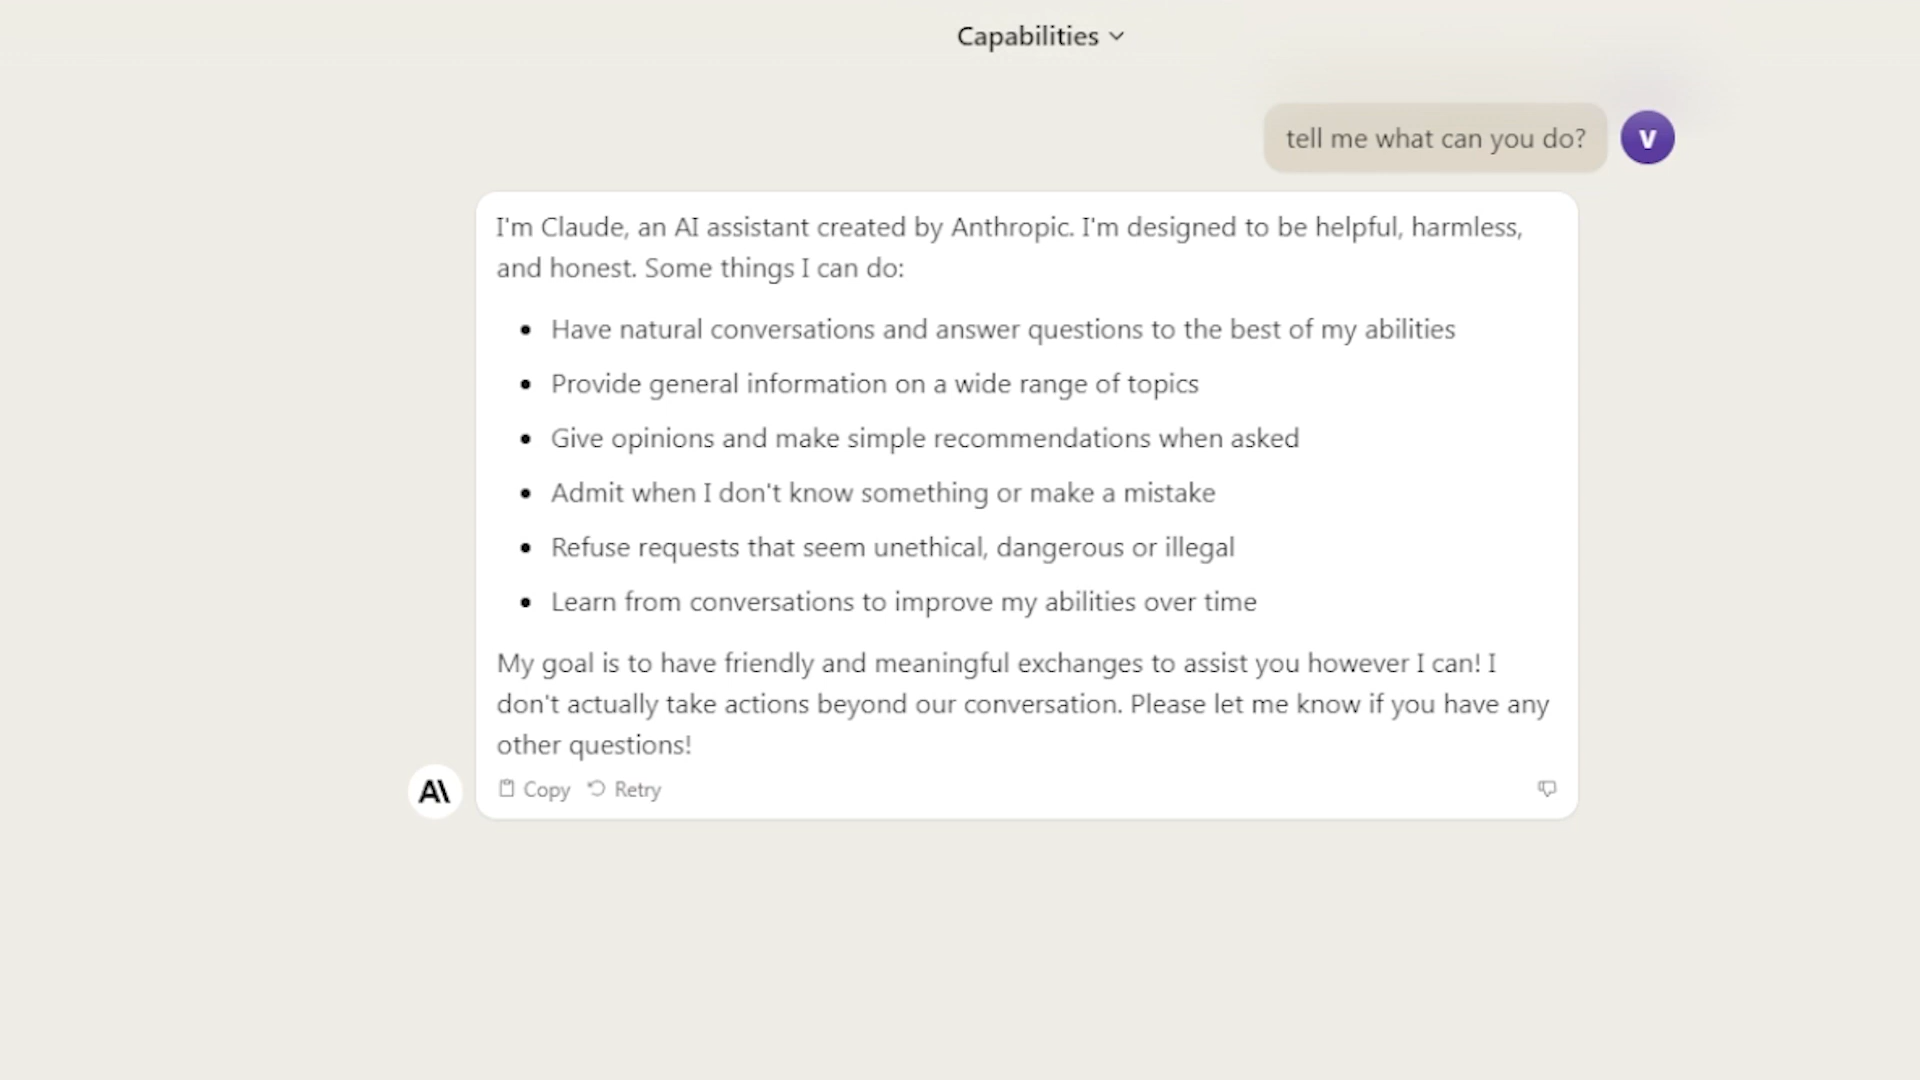 Capabilities
tell me what can you do?
V
I'm Claude, an AI assistant created by Anthropic. I'm designed to be helpful, harmless,
and honest. Some things I can do:
• Have natural conversations and answer questions to the best of my abilities
• Provide general information on a wide range of topics
• Give opinions and make simple recommendations when asked
• Admit when I don't know something or make a mistake
• Refuse requests that seem unethical, dangerous or illegal
• Learn from conversations to improve my abilities over time
My goal is to have friendly and meaningful exchanges to assist you however I can! I
don't actually take actions beyond our conversation. Please let me know if you have any
other questions!
A\
Copy Retry